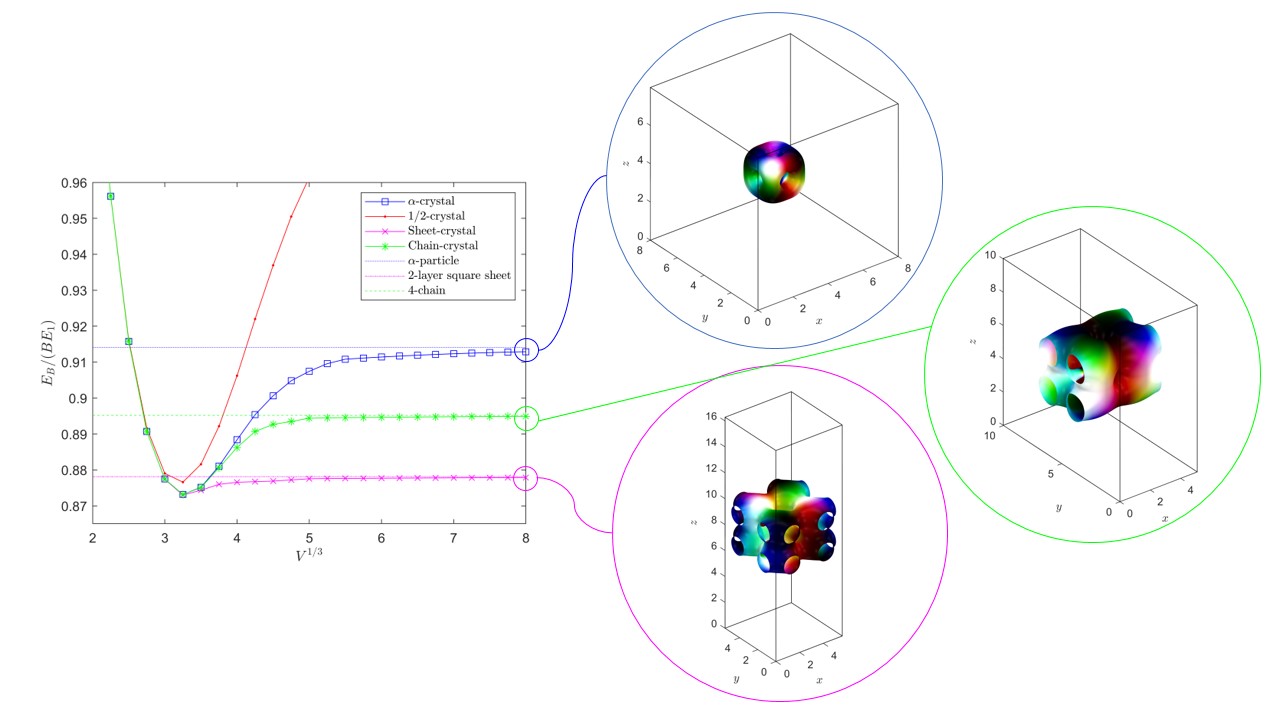 0.96
0.95
0.94
0.93
0.92
0.91
0.9
0.89
0.88
0.87
E_B/(BE_1)
2 3 4 5 6 7 8
V^{1/3}
α-crystal
1/2-crystal
Sheet-crystal
Chain-crystal
α-particle
2-layer square sheet
4-chain
6
4
2
0
z
8
6
4
2
0
y
0
2
4
6
8
x
10
8
6
4
2
0
z
10
5
0
y
0
2
4
x
16
14
12
10
8
6
4
2
0
z
4
2
0
y
0
2
4
x